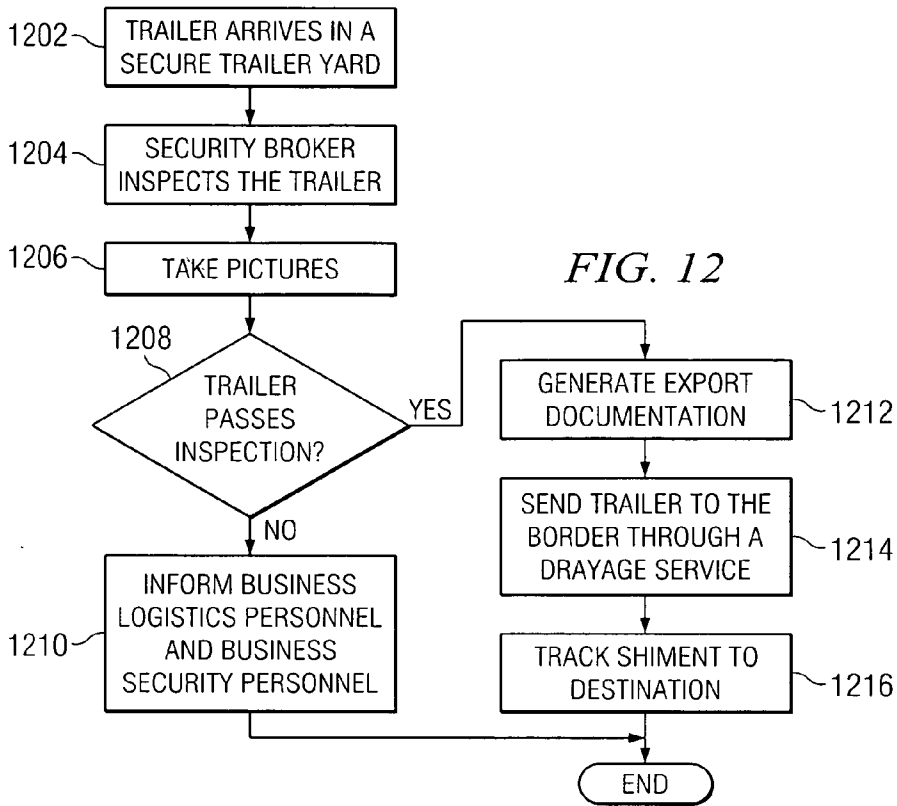 1202
TRAILER ARRIVES IN A
SECURE TRAILER YARD
1204
SECURITY BROKER
INSPECTS THE TRAILER
1206
TAKE PICTURES
FIG. 12
1208
TRAILER
PASSES
INSPECTION?
YES
NO
1210
INFORM BUSINESS
LOGISTICS PERSONNEL
AND BUSINESS
SECURITY PERSONNEL
GENERATE EXPORT
DOCUMENTATION
1212
SEND TRAILER TO THE
BORDER THROUGH A
DRAYAGE SERVICE
1214
TRACK SHIMENT TO
DESTINATION
1216
END